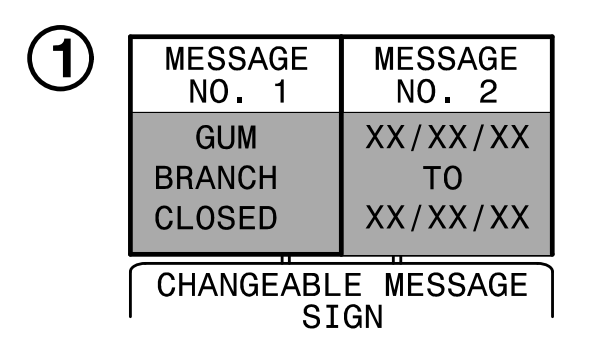 1
MESSAGE
NO. 1
MESSAGE
NO. 2
GUM
BRANCH
CLOSED
XX/XX/XX
TO
XX/XX/XX
CHANGEABLE MESSAGE
SIGN